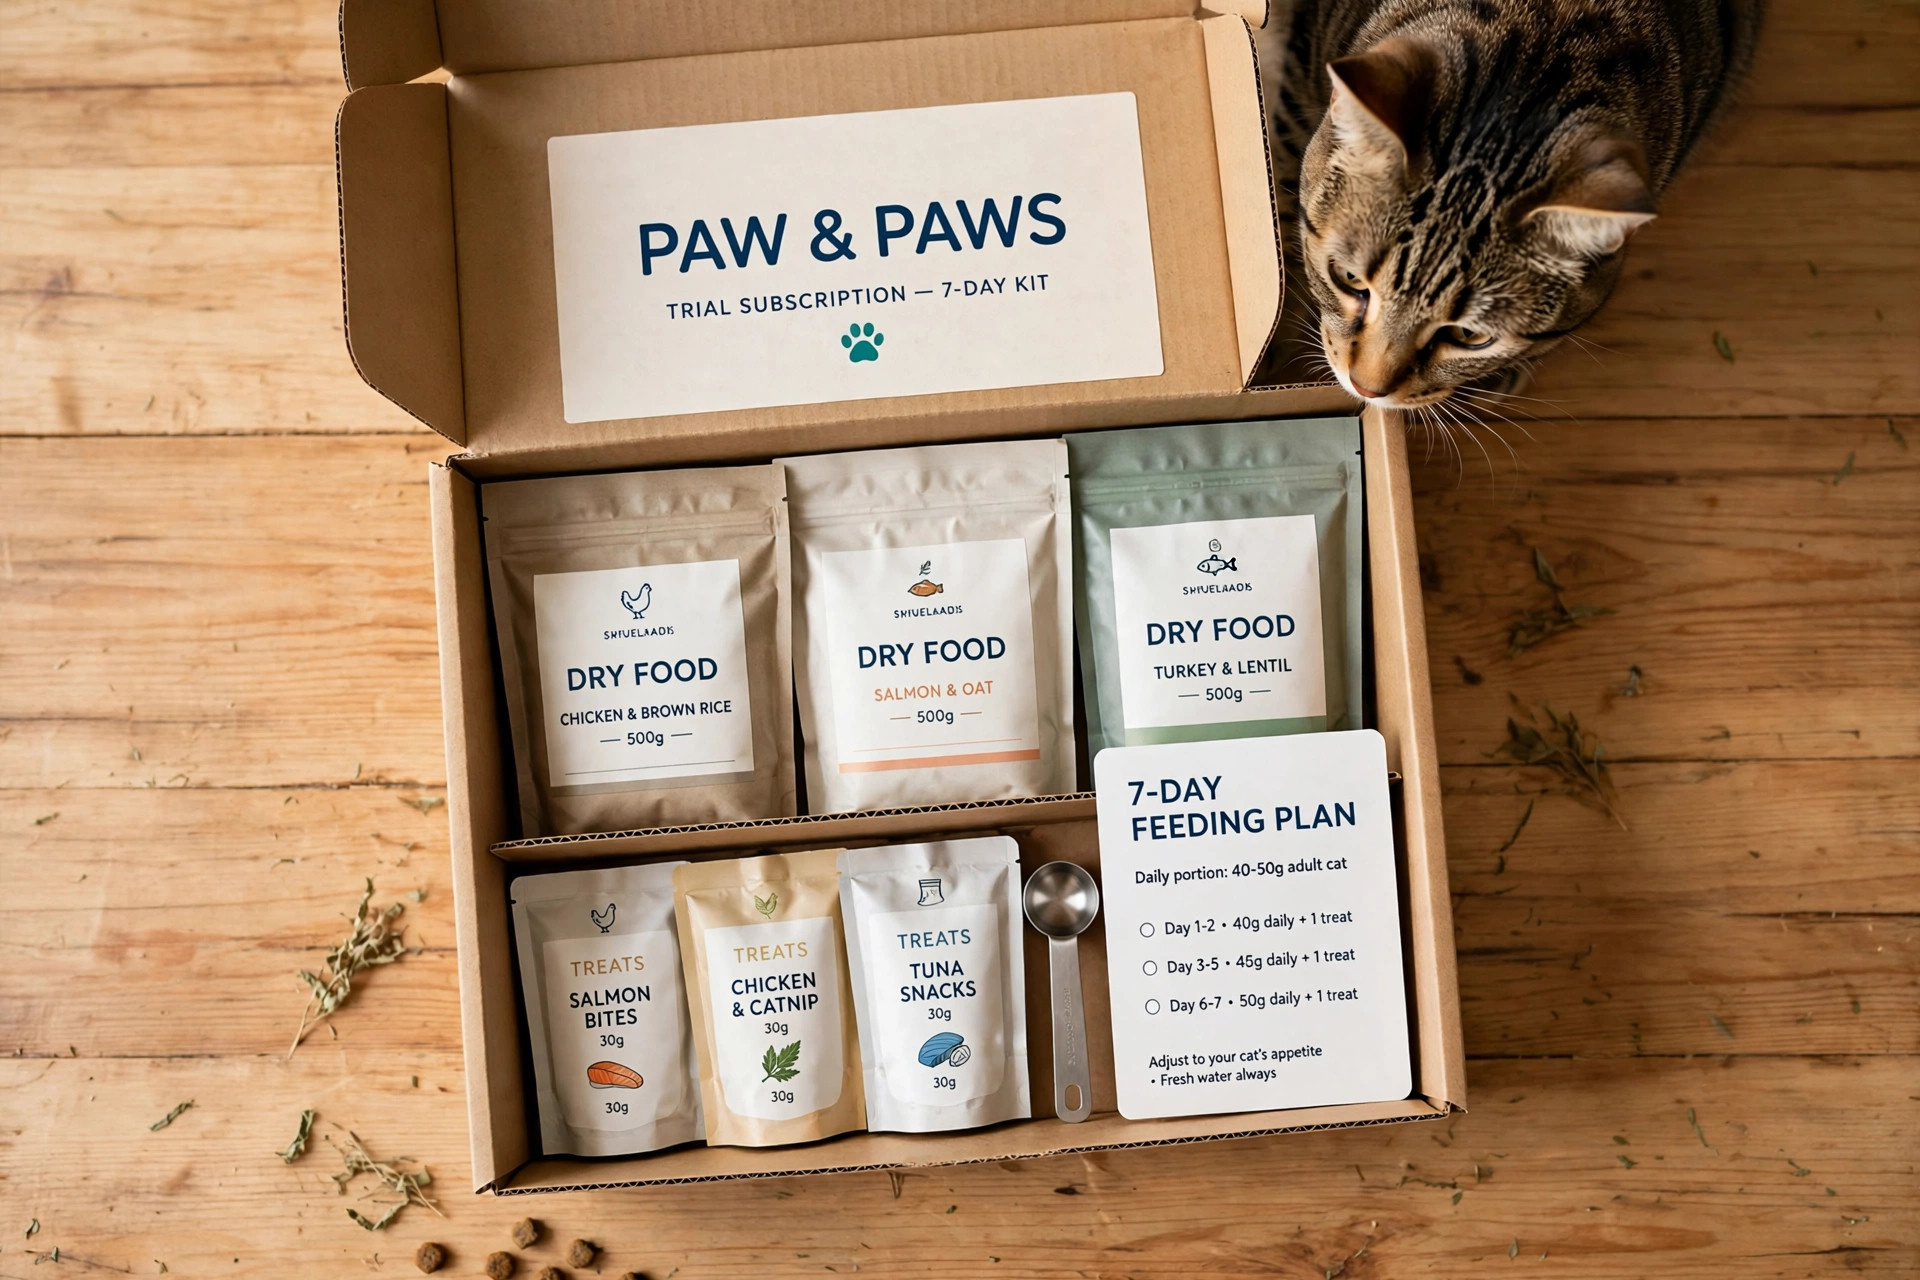 PAW & PAWS
TRIAL SUBSCRIPTION — 7-DAY KIT
DRY FOOD
CHICKEN & BROWN RICE
— 500g —
DRY FOOD
SALMON & OAT
— 500g —
DRY FOOD
TURKEY & LENTIL
— 500g —
TREATS
SALMON
BITES
30g
30g
TREATS
CHICKEN
& CATNIP
30g
30g
TREATS
TUNA
SNACKS
30g
30g
7-DAY
FEEDING PLAN
Daily portion: 40-50g adult cat
Day 1-2 • 40g daily + 1 treat
Day 3-5 • 45g daily + 1 treat
Day 6-7 • 50g daily + 1 treat
Adjust to your cat's appetite
• Fresh water always